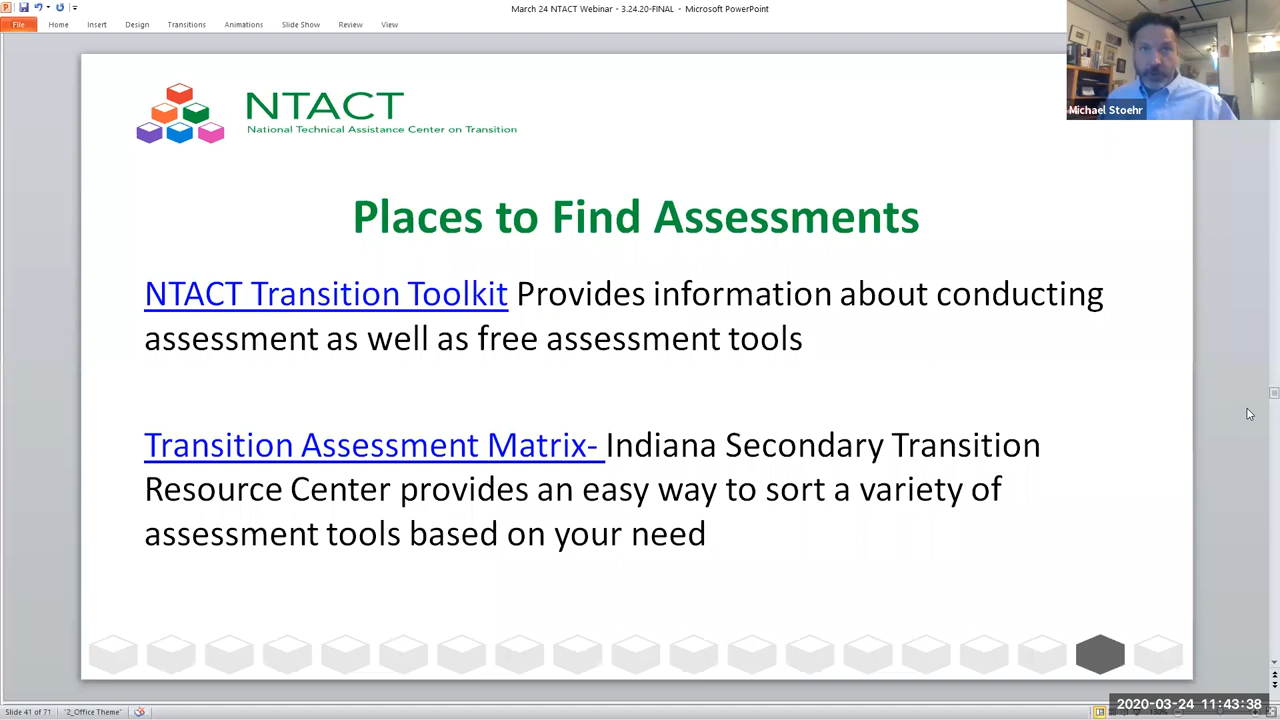 March 24 NTACT Webinar - 3.24.20-FINAL - Microsoft PowerPoint
File Home Insert Design Transitions Animations Slide Show Review View
Michael Stoehr
NTACT
National Technical Assistance Center on Transition
Places to Find Assessments
NTACT Transition Toolkit Provides information about conducting
assessment as well as free assessment tools
Transition Assessment Matrix- Indiana Secondary Transition
Resource Center provides an easy way to sort a variety of
assessment tools based on your need
Slide 41 of 71 "2_Office Theme"
2020-03-24 11:43:38